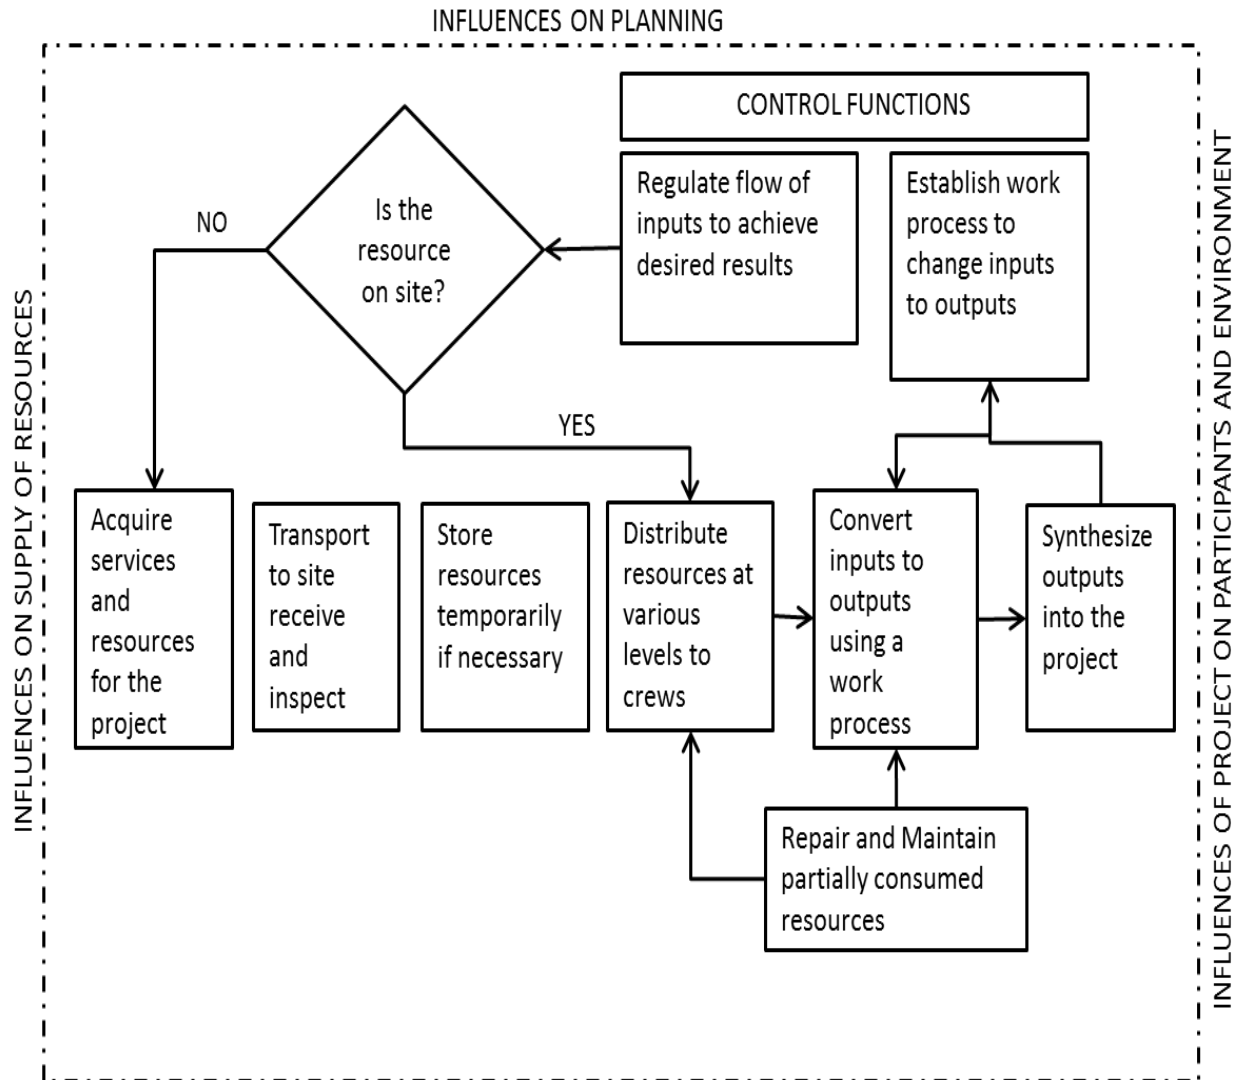 INFLUENCES ON PLANNING
CONTROL FUNCTIONS
Regulate flow of
inputs to achieve
desired results
Establish work
process to
change inputs
to outputs
Is the
resource
on site?
NO
YES
Acquire
services
and
resources
for the
project
Transport
to site
receive
and
inspect
Store
resources
temporarily
if necessary
Distribute
resources at
various
levels to
crews
Convert
inputs to
outputs
using a
work
process
Synthesize
outputs
into the
project
Repair and Maintain
partially consumed
resources
INFLUENCES ON SUPPLY OF RESOURCES
INFLUENCES OF PROJECT ON PARTICIPANTS AND ENVIRONMENT